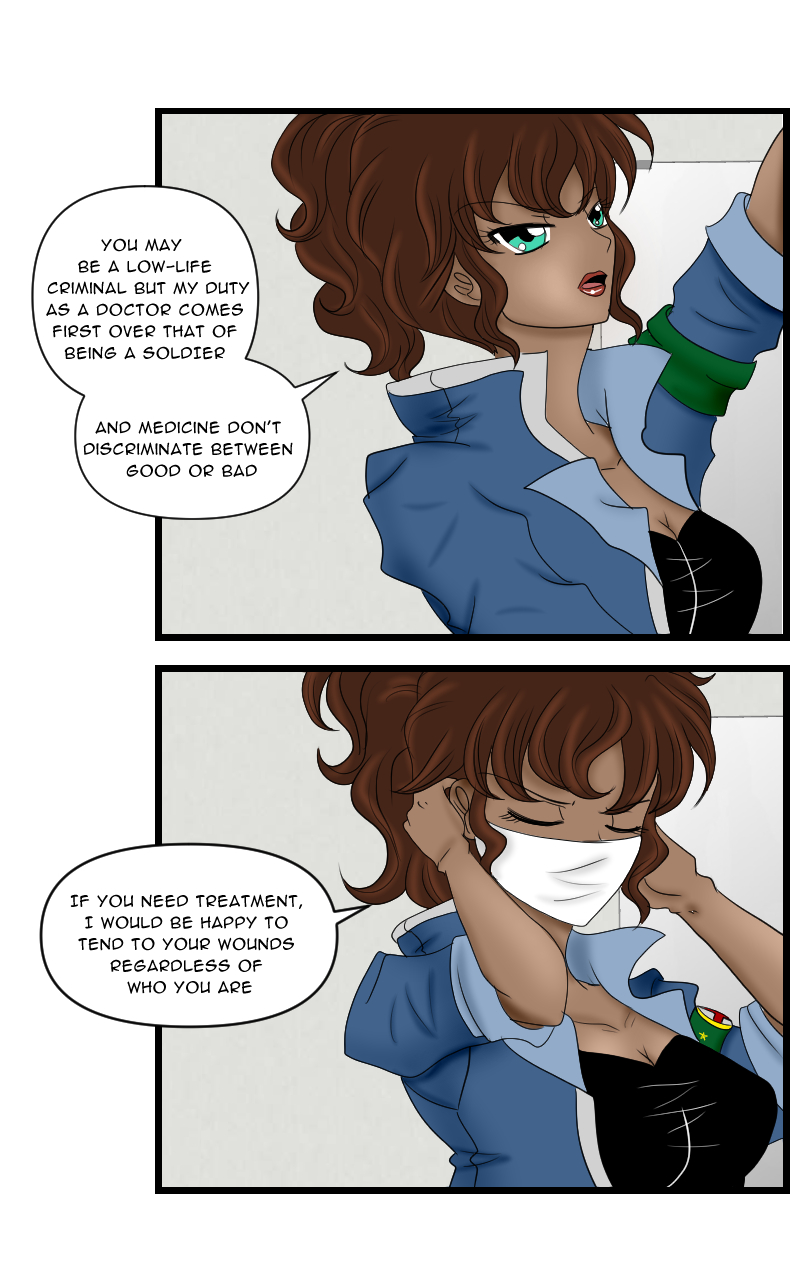 YOU MAY
BE A LOW-LIFE
CRIMINAL BUT MY DUTY
AS A DOCTOR COMES
FIRST OVER THAT OF
BEING A SOLDIER
AND MEDICINE DON'T
DISCRIMINATE BETWEEN
GOOD OR BAD
IF YOU NEED TREATMENT,
I WOULD BE HAPPY TO
TEND TO YOUR WOUNDS
REGARDLESS OF
WHO YOU ARE